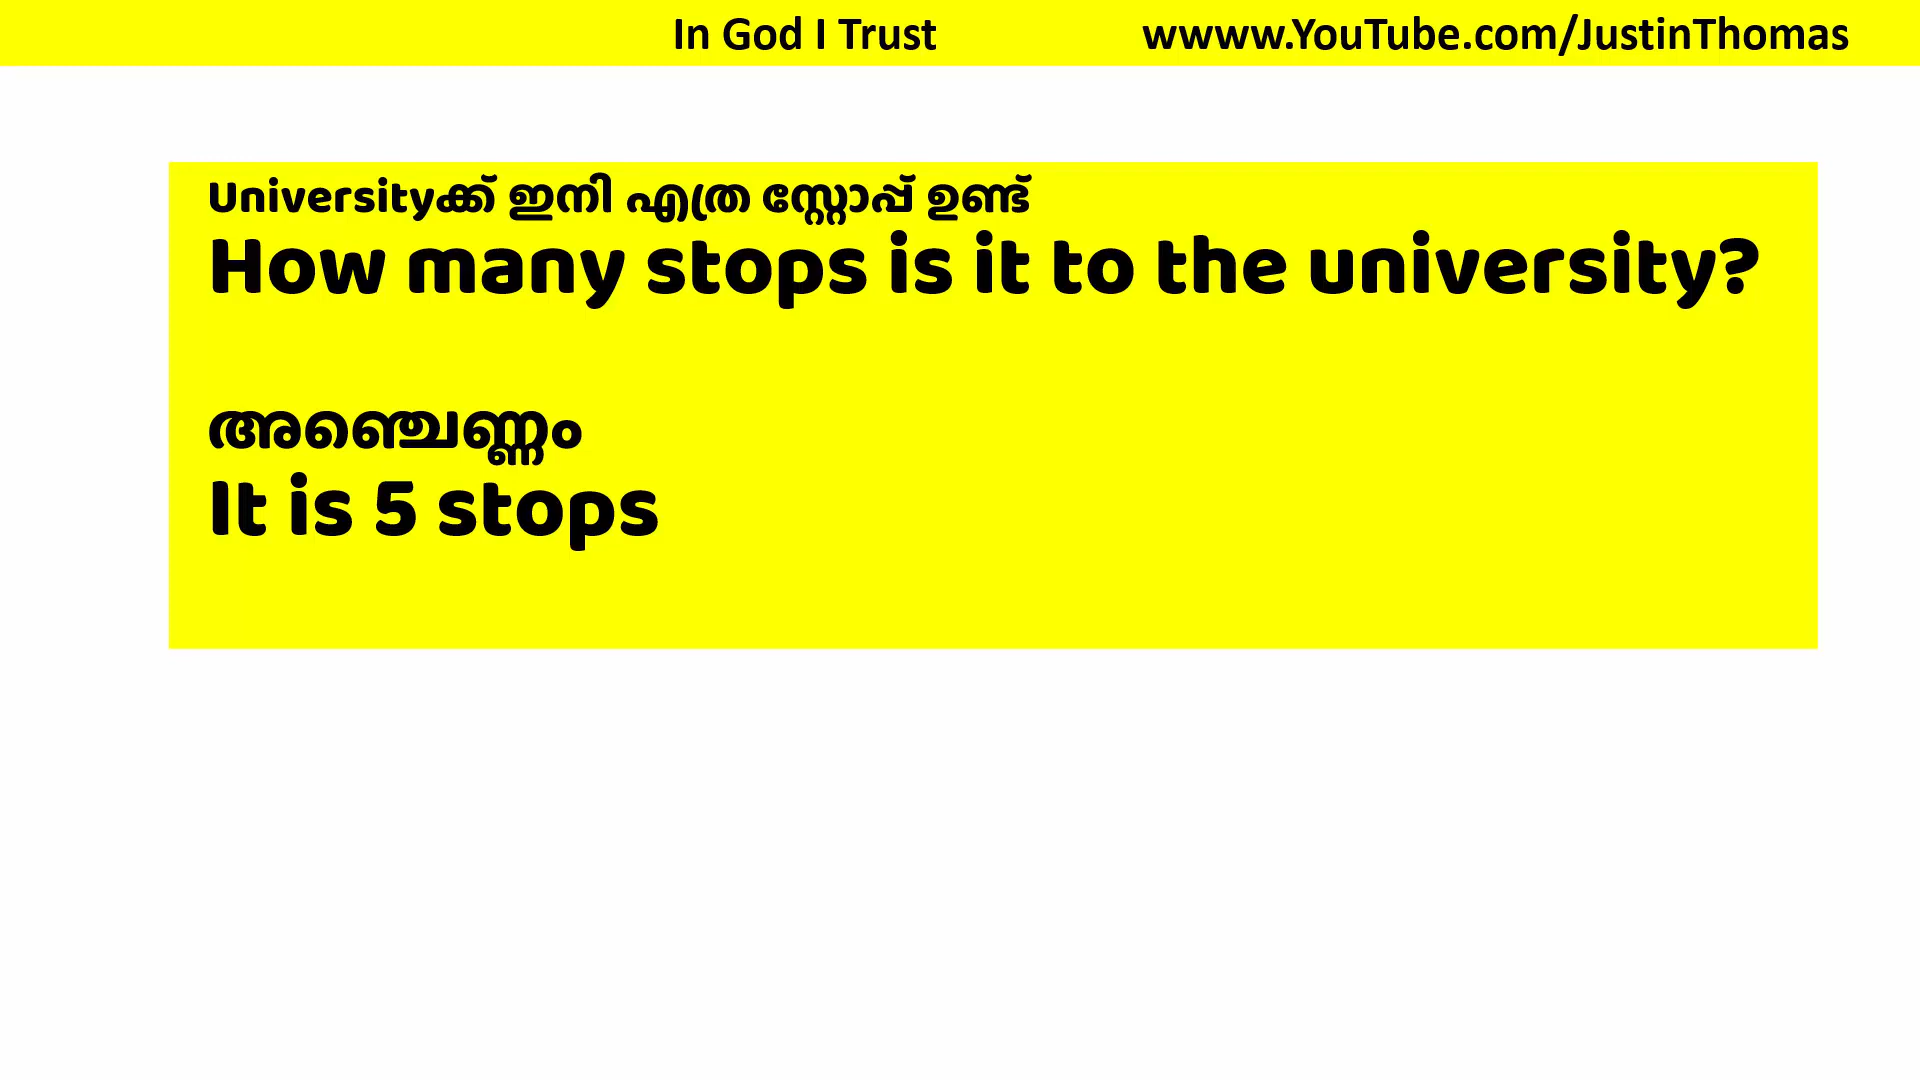 In God I Trust
wwww.YouTube.com/JustinThomas
Universityക്ക് ഇനി എത്ര സ്റ്റോപ്പ് ഉണ്ട്
How many stops is it to the university?
അഞ്ചെണ്ണം
It is 5 stops